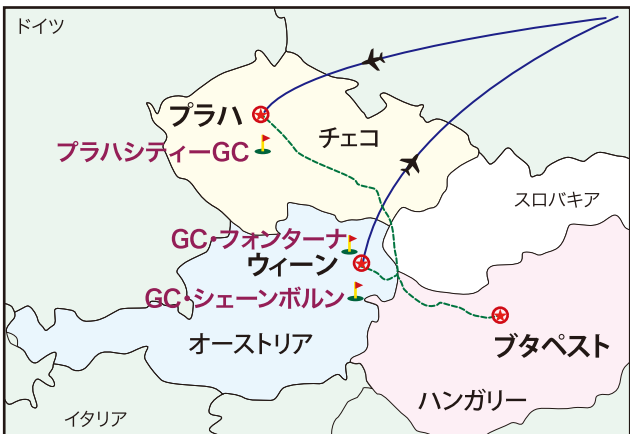 ドイツ
プラハ
チェコ
プラハシティーGC
スロバキア
GC・フォンターナ
ウィーン
GC・シェーンボルン
オーストリア
ブタペスト
ハンガリー
イタリア